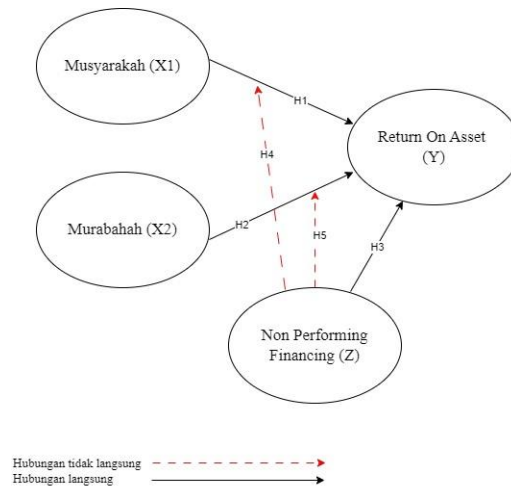 Musyarakah (X1)
H1
Return On Asset
(Y)
H4
Murabahah (X2)
H2
H5
H3
Non Performing
Financing (Z)
Hubungan tidak langsung
Hubungan langsung